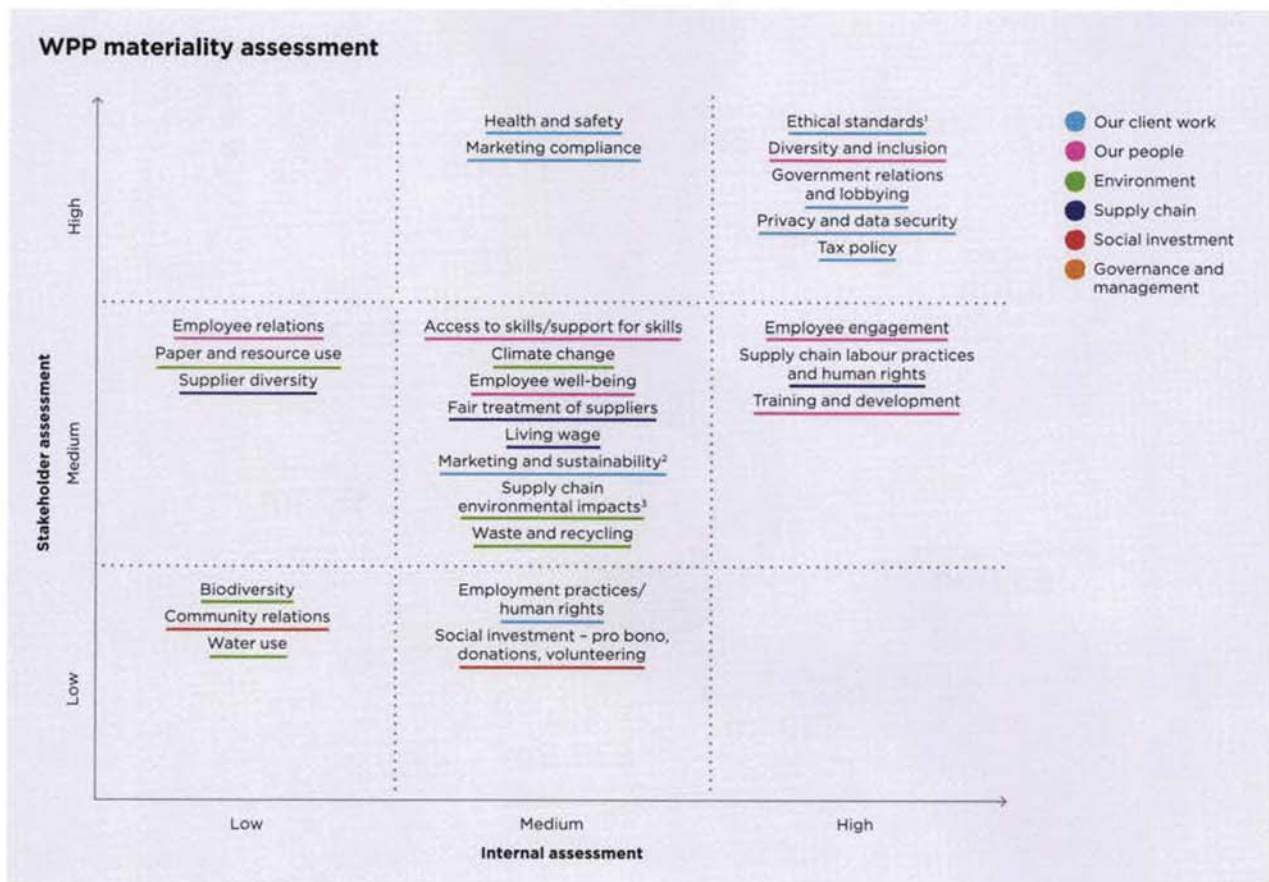 WPP materiality assessment
Health and safety
Marketing compliance
Ethical standards¹
Diversity and inclusion
Government relations
and lobbying
Privacy and data security
Tax policy
Our client work
Our people
Environment
Supply chain
Social investment
Governance and
management
High
Employee relations
Paper and resource use
Supplier diversity
Access to skills/support for skills
Climate change
Employee well-being
Fair treatment of suppliers
Living wage
Marketing and sustainability²
Supply chain
environmental impacts³
Waste and recycling
Employee engagement
Supply chain labour practices
and human rights
Training and development
Stakeholder assessment
Medium
Biodiversity
Community relations
Water use
Employment practices/
human rights
Social investment – pro bono,
donations, volunteering
Low
Low
Medium
High
Internal assessment